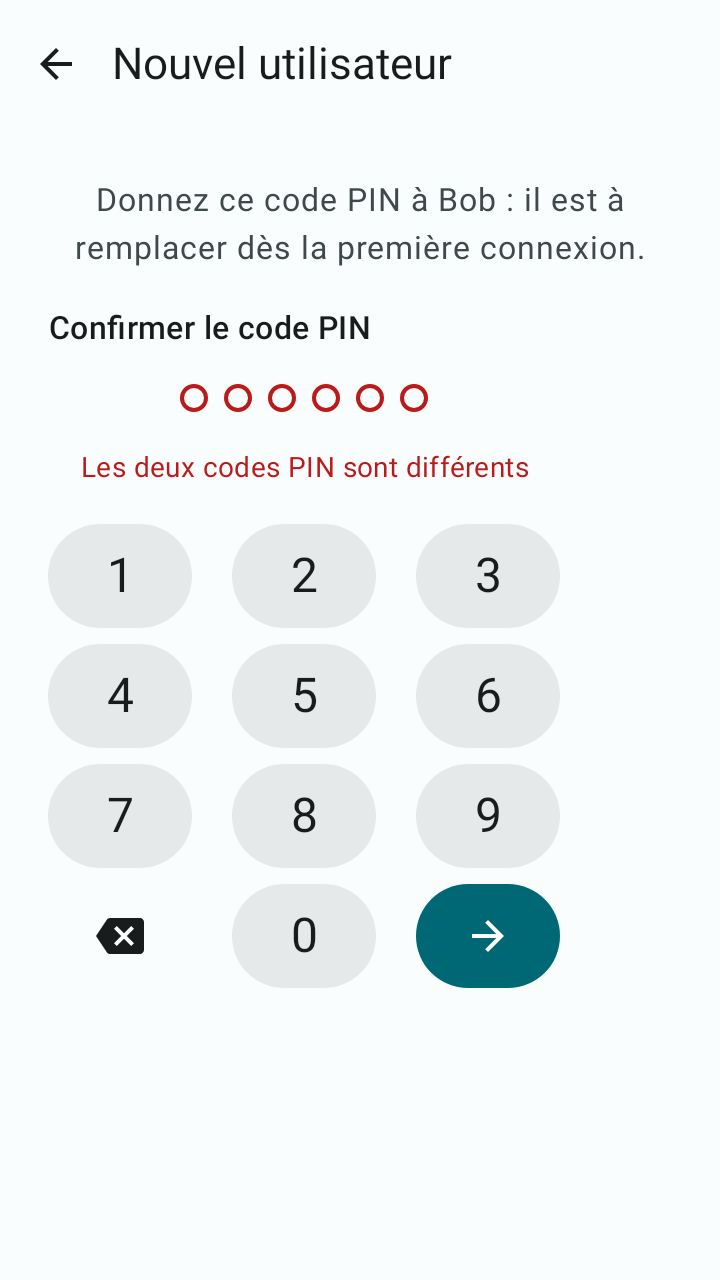 Nouvel utilisateur
Donnez ce code PIN à Bob : il est à
remplacer dès la première connexion.
Confirmer le code PIN
Les deux codes PIN sont différents
1 2 3
4 5 6
7 8 9
0